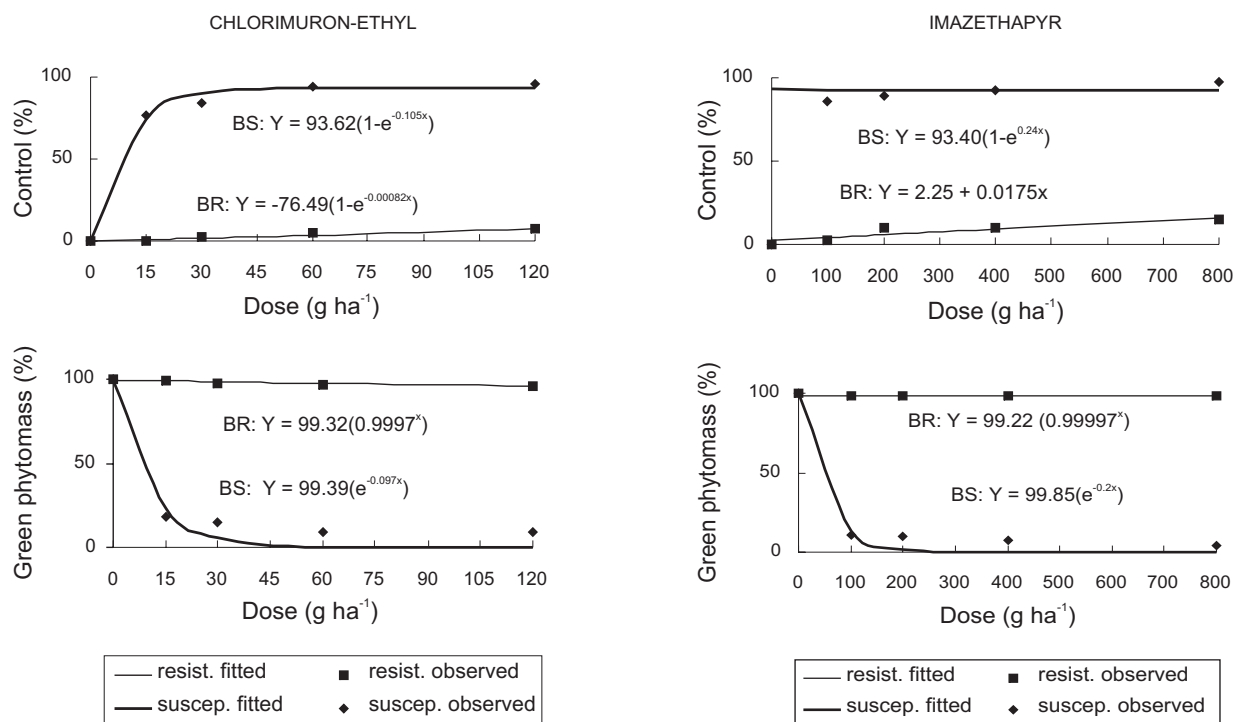 CHLORIMURON-ETHYL
Control (%)
100
50
0
BS: Y = 93.62(1-e^-0.105x)
BR: Y = -76.49(1-e^-0.00082x)
0 15 30 45 60 75 90 105 120
Dose (g ha^-1)
IMAZETHAPYR
Control (%)
100
50
0
BS: Y = 93.40(1-e^0.24x)
BR: Y = 2.25 + 0.0175x
0 100 200 300 400 500 600 700 800
Dose (g ha^-1)
Green phytomass (%)
100
50
0
BR: Y = 99.32(0.9997^x)
BS: Y = 99.39(e^-0.097x)
0 15 30 45 60 75 90 105 120
Dose (g ha^-1)
Green phytomass (%)
100
50
0
BR: Y = 99.22 (0.99997^x)
BS: Y = 99.85(e^-0.2x)
0 100 200 300 400 500 600 700 800
Dose (g ha^-1)
resist. fitted resist. observed
suscep. fitted suscep. observed
resist. fitted resist. observed
suscep. fitted suscep. observed